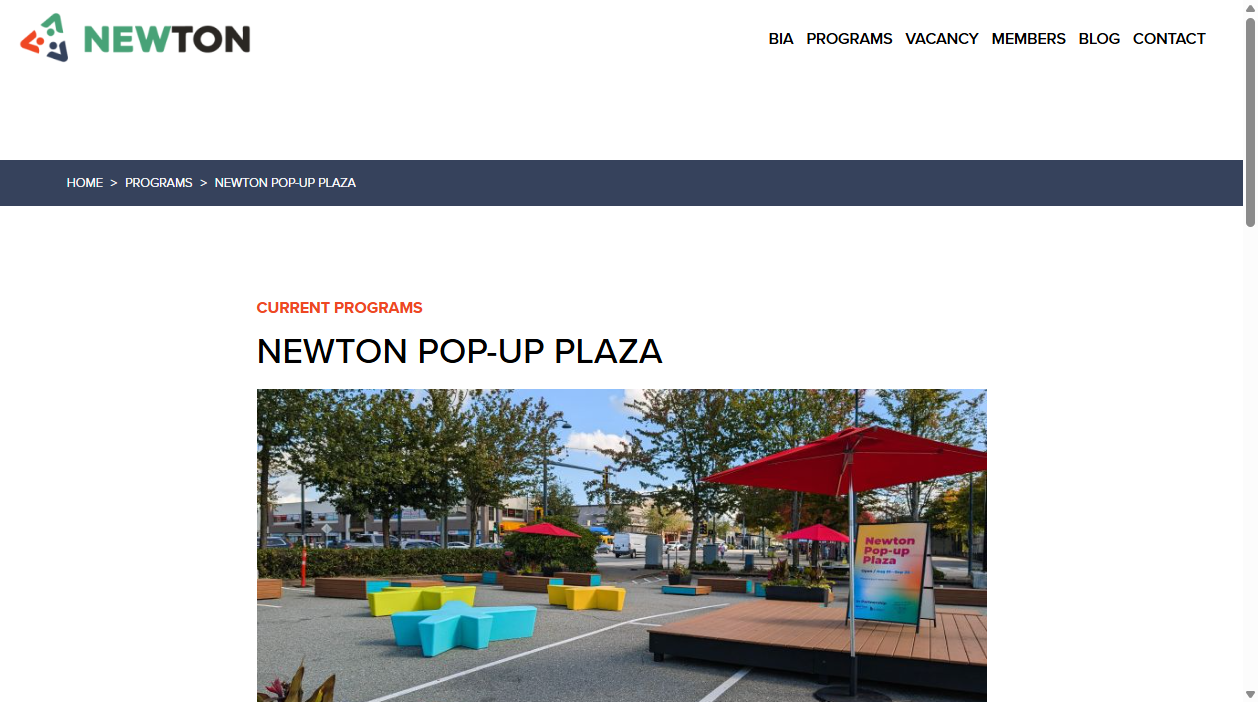 NEWTON
BIA PROGRAMS VACANCY MEMBERS BLOG CONTACT
HOME > PROGRAMS > NEWTON POP-UP PLAZA
CURRENT PROGRAMS
NEWTON POP-UP PLAZA
Newton
Pop-up
Plaza